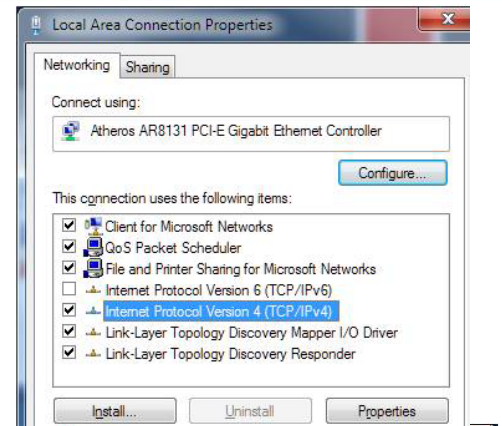 Local Area Connection Properties
Networking
Sharing
Connect using:
Atheros AR8131 PCI-E Gigabit Ethernet Controller
Configure...
This connection uses the following items:
Client for Microsoft Networks
QoS Packet Scheduler
File and Printer Sharing for Microsoft Networks
Internet Protocol Version 6 (TCP/IPv6)
Internet Protocol Version 4 (TCP/IPv4)
Link-Layer Topology Discovery Mapper I/O Driver
Link-Layer Topology Discovery Responder
Install...
Uninstall
Properties